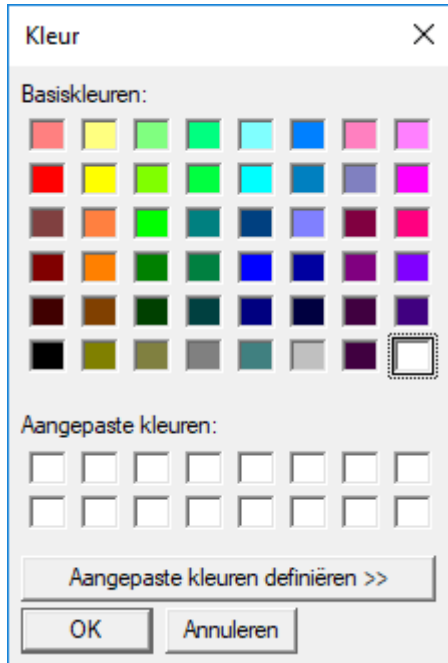 Kleur
Basiskleuren:
Aangepaste kleuren:
Aangepaste kleuren definiëren >>
OK
Annuleren